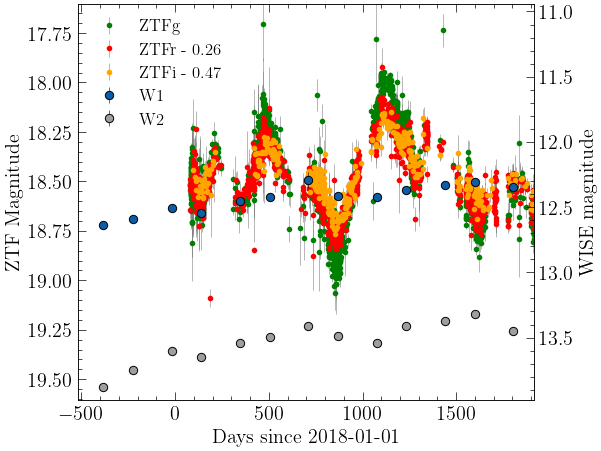 ZTFg
ZTFr - 0.26
ZTFi - 0.47
W1
W2
ZTF Magnitude
17.75
18.00
18.25
18.50
18.75
19.00
19.25
19.50
11.0
11.5
12.0
12.5
13.0
13.5
WISE magnitude
−500
0
500
1000
1500
Days since 2018-01-01